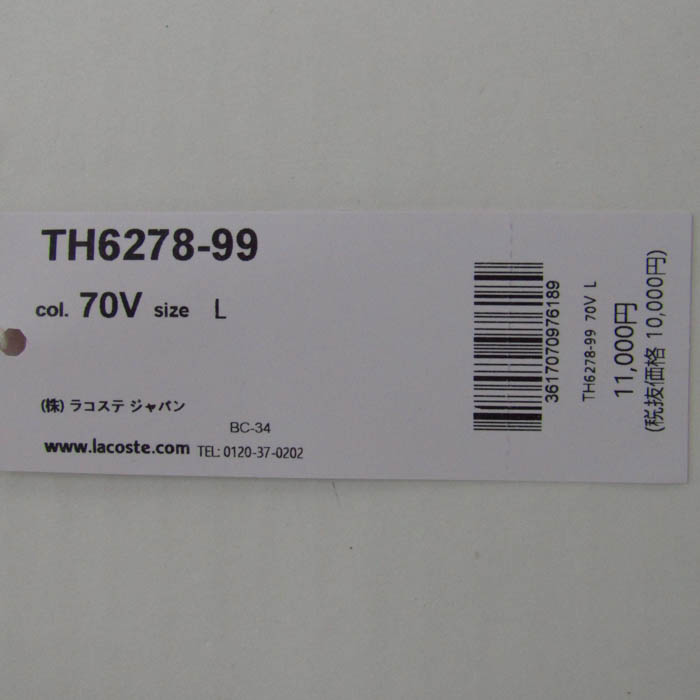 TH6278-99
col. 70V size L
(株) ラコステ ジャパン
BC-34
www.lacoste.com TEL: 0120-37-0202
3617070976189
TH6278-99 70V L
11,000円
(税抜価格 10,000円)